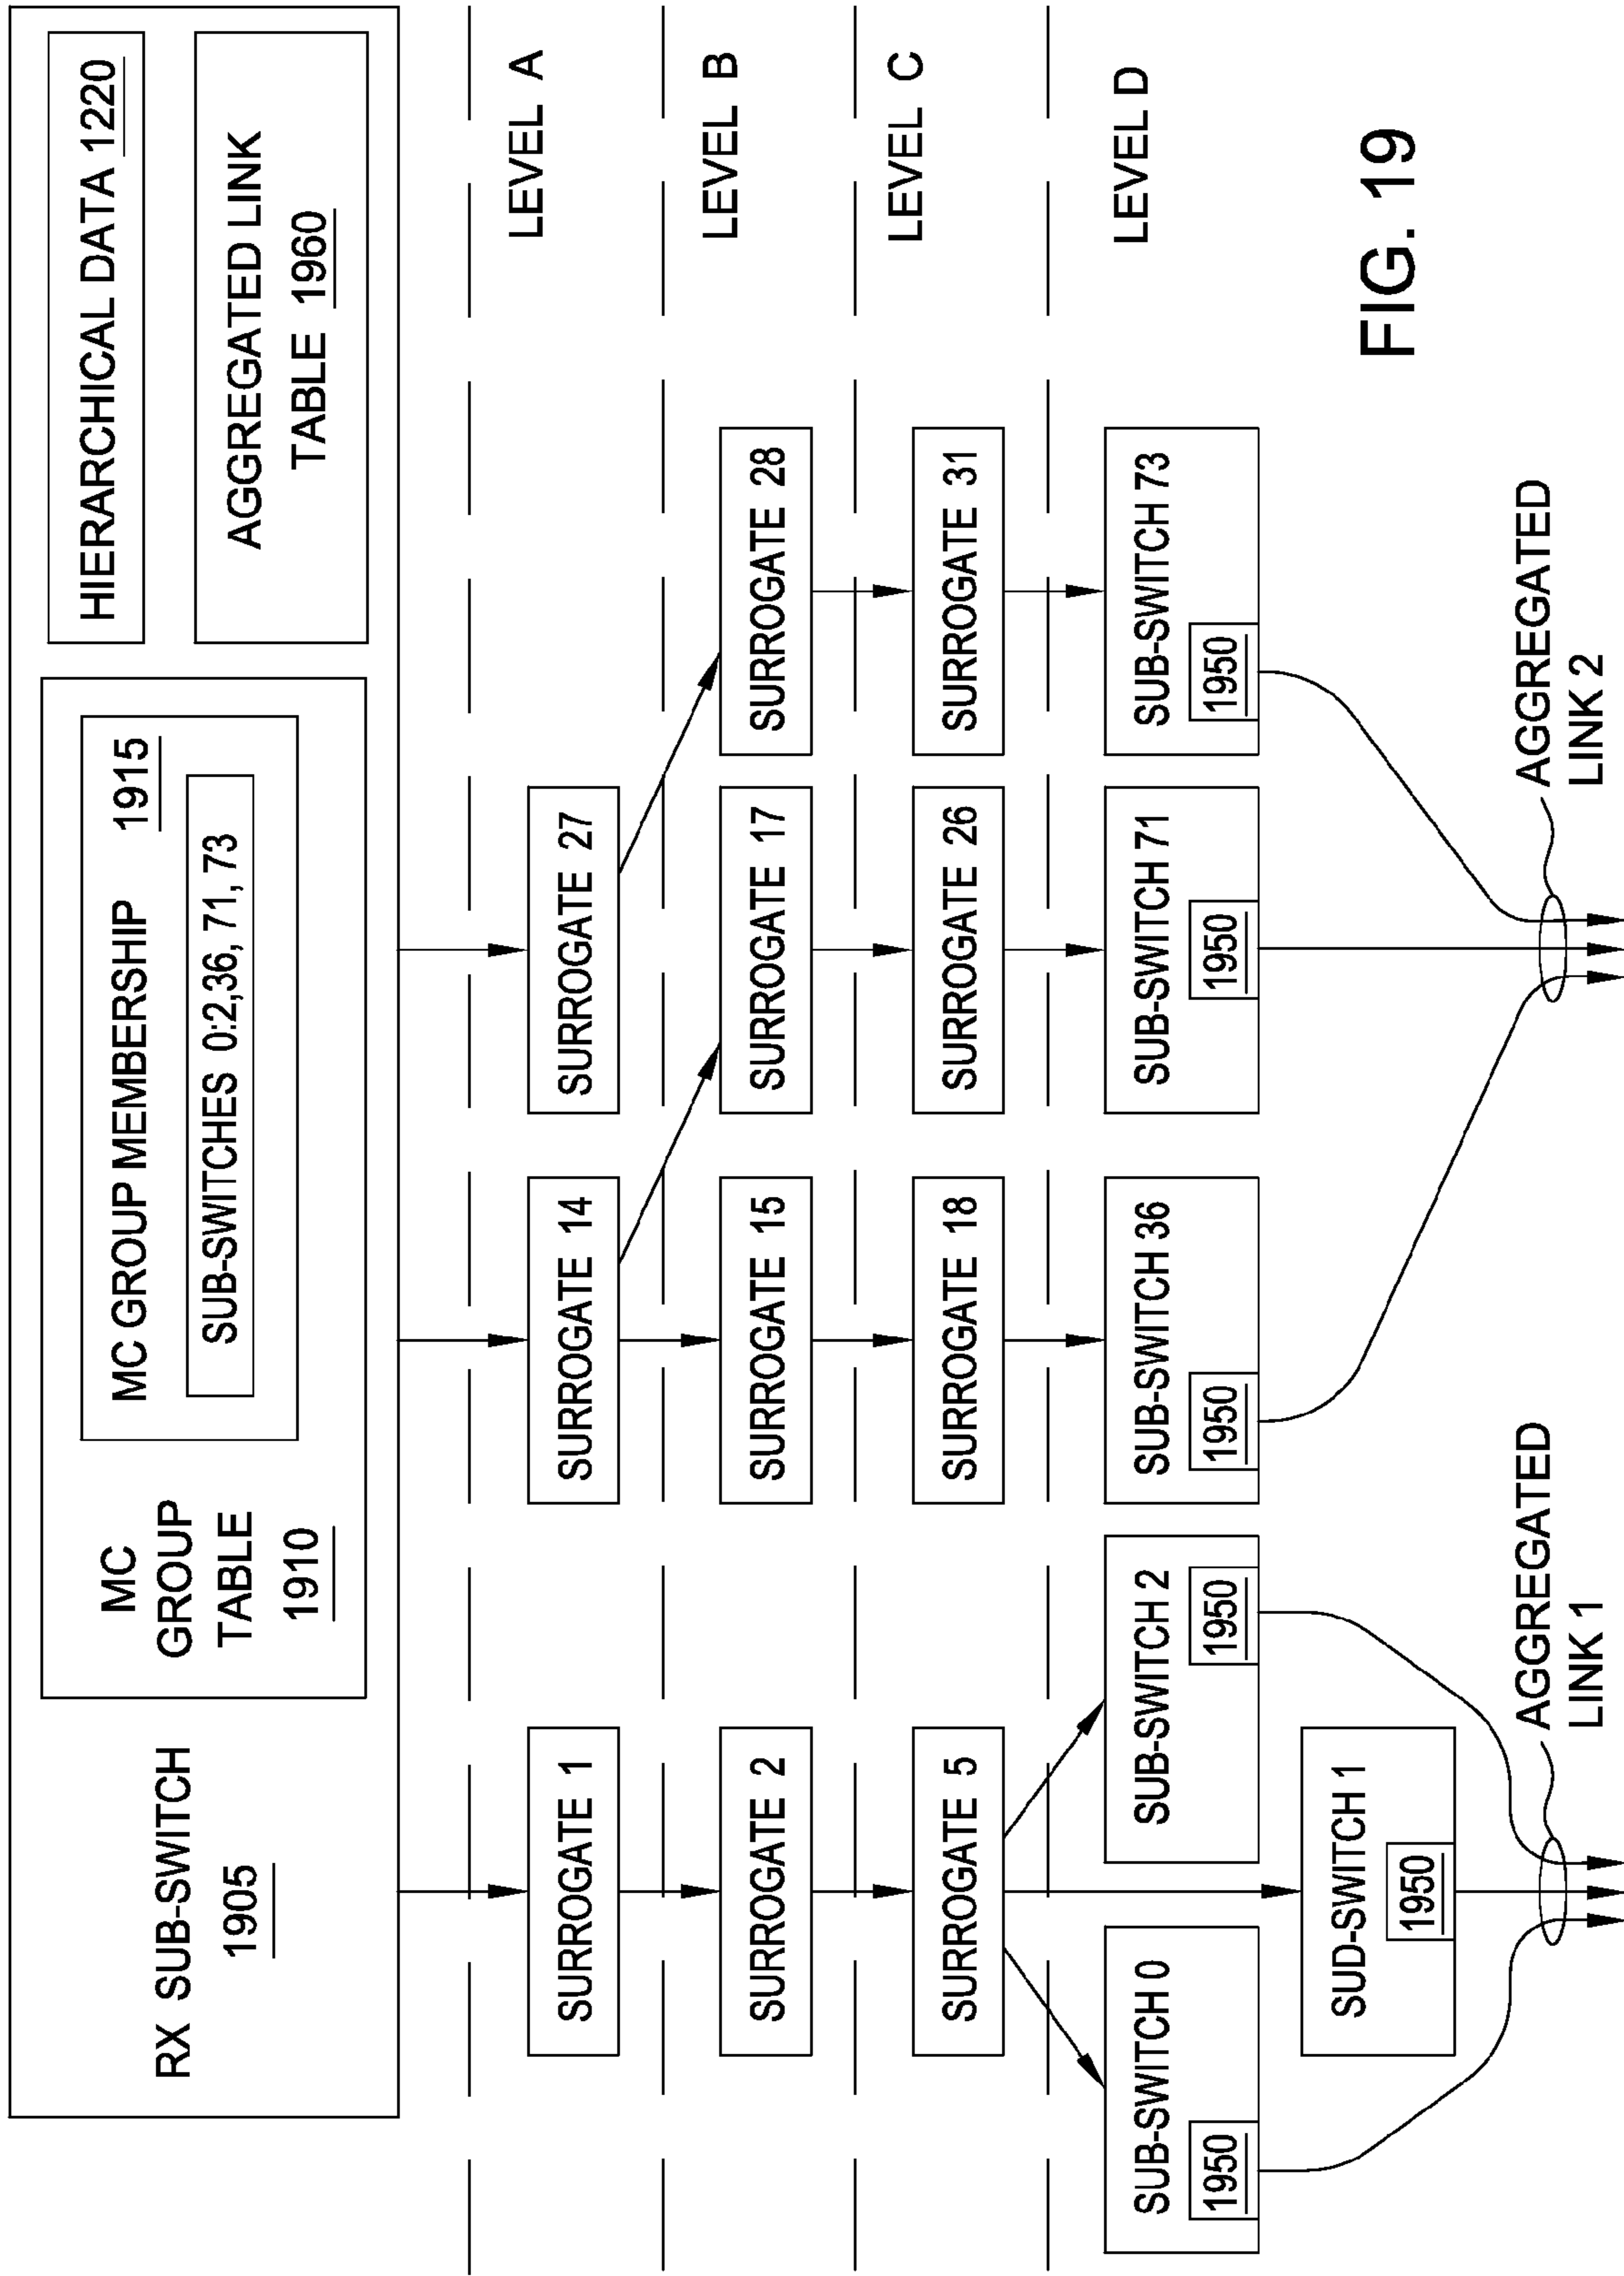 RX SUB-SWITCH
1905
MC
GROUP
TABLE
1910
MC GROUP MEMBERSHIP 1915
SUB-SWITCHES 0:2,36, 71, 73
HIERARCHICAL DATA 1220
AGGREGATED LINK
TABLE 1960
LEVEL A
SURROGATE 1
SURROGATE 14
SURROGATE 27
LEVEL B
SURROGATE 2
SURROGATE 15
SURROGATE 17
SURROGATE 28
LEVEL C
SURROGATE 5
SURROGATE 18
SURROGATE 26
SURROGATE 31
LEVEL D
SUB-SWITCH 0
1950
SUB-SWITCH 2
1950
SUB-SWITCH 36
1950
SUB-SWITCH 71
1950
SUB-SWITCH 73
1950
SUD-SWITCH 1
1950
AGGREGATED
LINK 1
AGGREGATED
LINK 2
FIG. 19